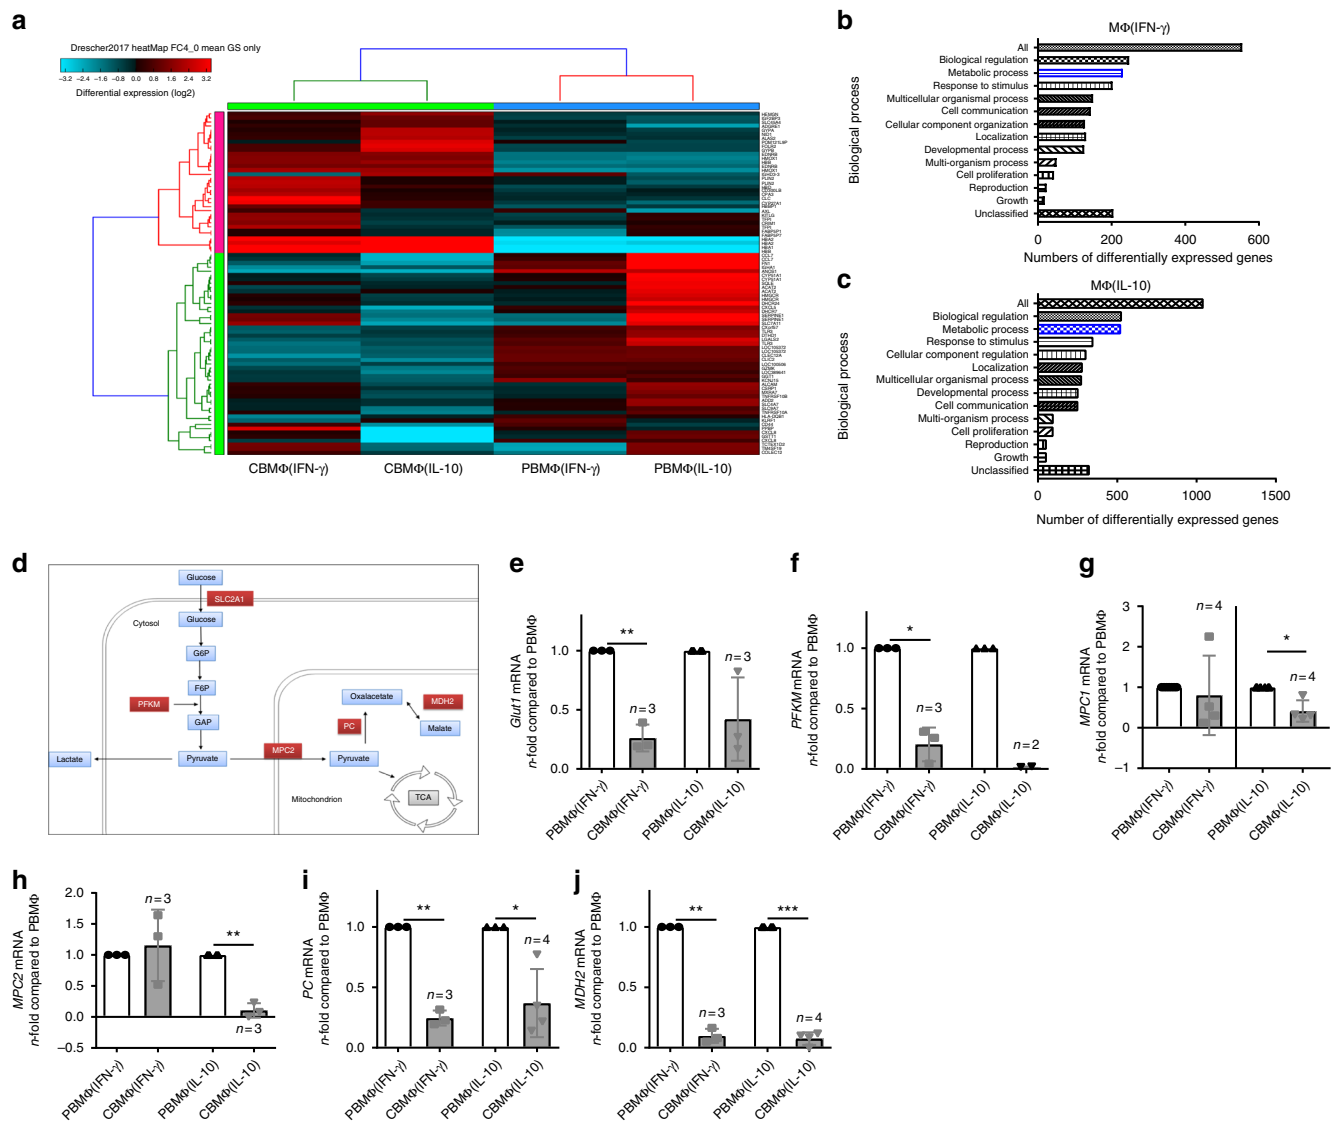 a
Drescher2017 heatMap FC4_0 mean GS only
−3.2 −2.4 −1.6 −0.8 0.0 0.8 1.6 2.4 3.2
Differential expression (log2)
CBMΦ(IFN-γ) CBMΦ(IL-10) PBMΦ(IFN-γ) PBMΦ(IL-10)
b
MΦ(IFN-γ)
Biological process
All
Biological regulation
Metabolic process
Response to stimulus
Multicellular organismal process
Cell communication
Cellular component organization
Localization
Developmental process
Multi-organism process
Cell proliferation
Reproduction
Growth
Unclassified
0 200 400 600
Numbers of differentially expressed genes
c
MΦ(IL-10)
Biological process
All
Biological regulation
Metabolic process
Response to stimulus
Cellular component regulation
Localization
Multicellular organismal process
Developmental process
Cell communication
Multi-organism process
Cell proliferation
Reproduction
Growth
Unclassified
0 500 1000 1500
Number of differentially expressed genes
d
Glucose
SLC2A1
Cytosol
Glucose
G6P
F6P
PFKM
GAP
Lactate
Pyruvate
MPC2
Pyruvate
PC
Oxalacetate
MDH2
Malate
TCA
Mitochondrion
e
Glut1 mRNA
n-fold compared to PBMΦ
1.0
0.5
0.0
**
n=3
n=3
PBMΦ(IFN-γ)
CBMΦ(IFN-γ)
PBMΦ(IL-10)
CBMΦ(IL-10)
f
PFKM mRNA
n-fold compared to PBMΦ
1.0
0.5
0.0
*
n=3
n=2
PBMΦ(IFN-γ)
CBMΦ(IFN-γ)
PBMΦ(IL-10)
CBMΦ(IL-10)
g
MPC1 mRNA
n-fold compared to PBMΦ
3
2
1
0
−1
n=4
*
n=4
PBMΦ(IFN-γ)
CBMΦ(IFN-γ)
PBMΦ(IL-10)
CBMΦ(IL-10)
h
MPC2 mRNA
n-fold compared to PBMΦ
2.0
1.5
1.0
0.5
0.0
−0.5
n=3
**
n=3
PBMΦ(IFN-γ)
CBMΦ(IFN-γ)
PBMΦ(IL-10)
CBMΦ(IL-10)
i
PC mRNA
n-fold compared to PBMΦ
1.0
0.5
0.0
**
n=3
*
n=4
PBMΦ(IFN-γ)
CBMΦ(IFN-γ)
PBMΦ(IL-10)
CBMΦ(IL-10)
j
MDH2 mRNA
n-fold compared to PBMΦ
1.0
0.5
0.0
**
n=3
***
n=4
PBMΦ(IFN-γ)
CBMΦ(IFN-γ)
PBMΦ(IL-10)
CBMΦ(IL-10)